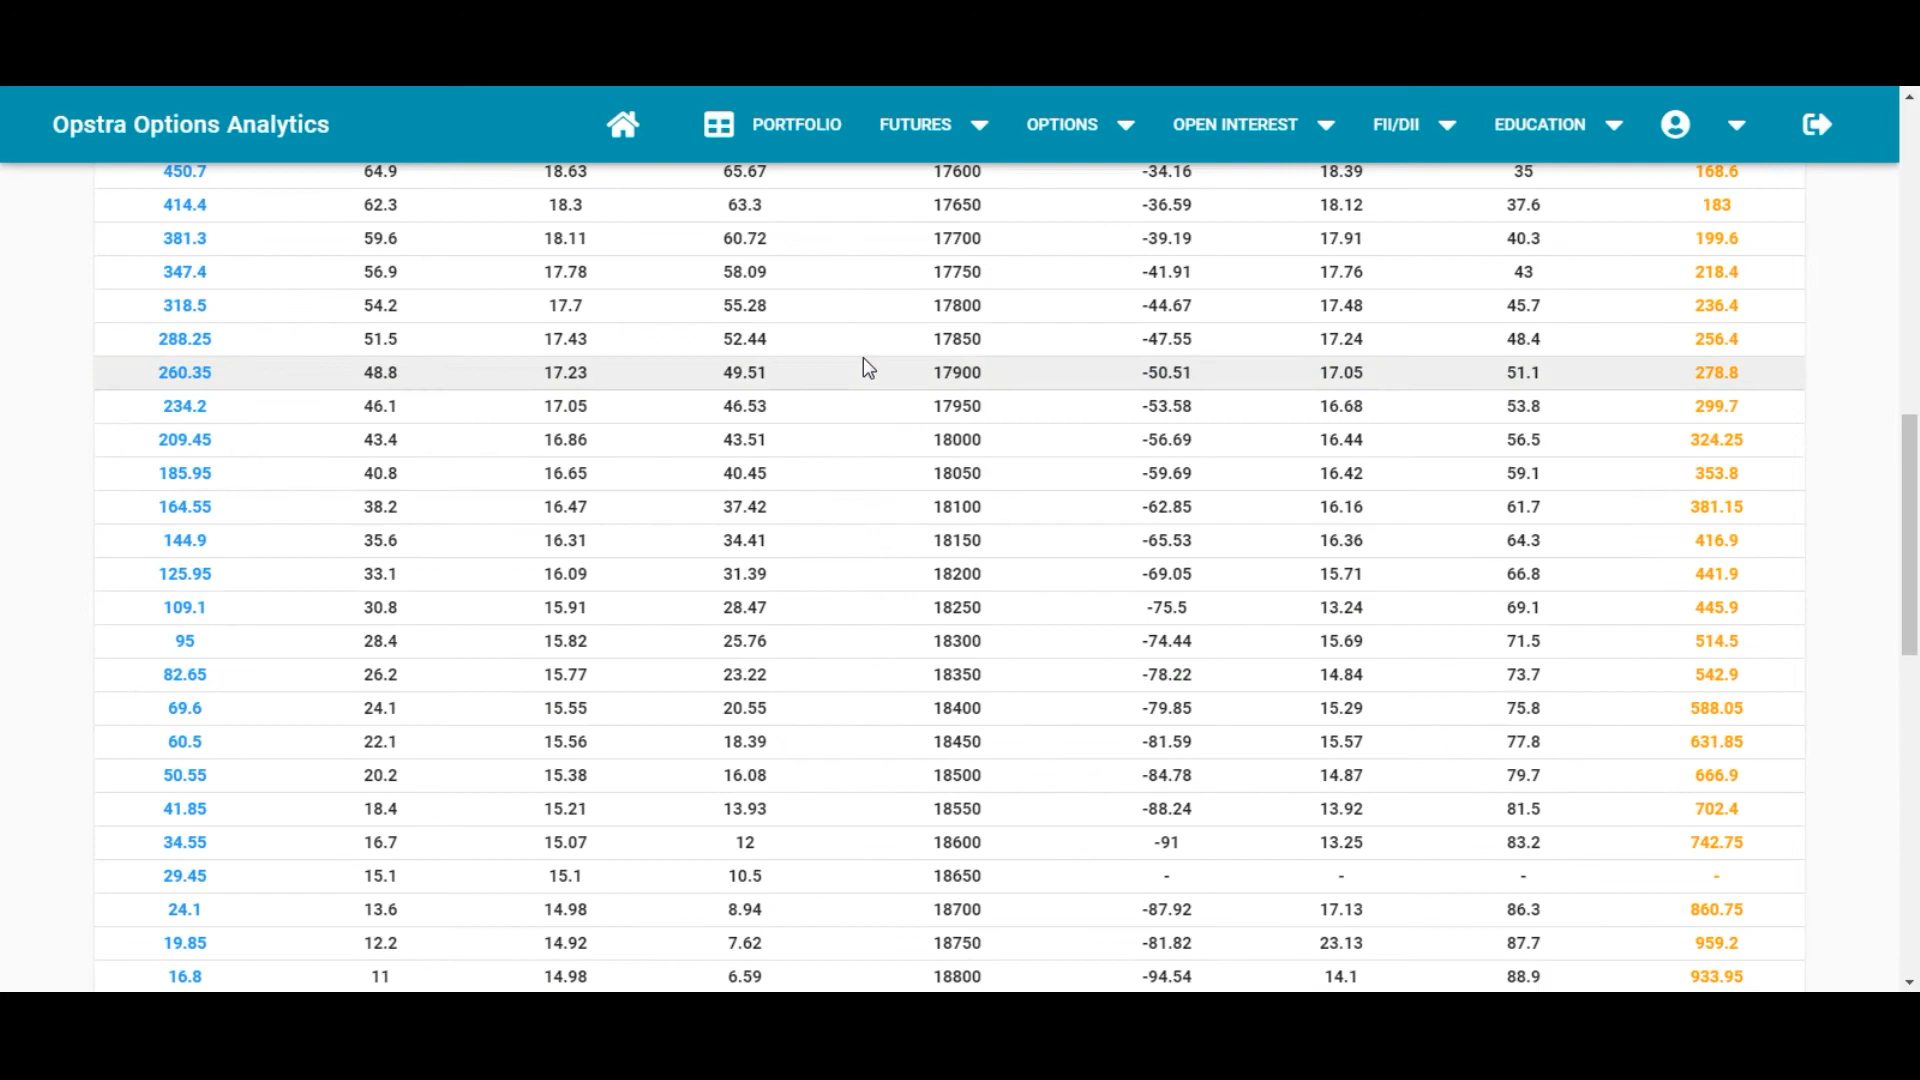 Opstra Options Analytics PORTFOLIO FUTURES OPTIONS OPEN INTEREST FII/DII EDUCATION
450.7 64.9 18.63 65.67 17600 -34.16 18.39 35 168.6
414.4 62.3 18.3 63.3 17650 -36.59 18.12 37.6 183
381.3 59.6 18.11 60.72 17700 -39.19 17.91 40.3 199.6
347.4 56.9 17.78 58.09 17750 -41.91 17.76 43 218.4
318.5 54.2 17.7 55.28 17800 -44.67 17.48 45.7 236.4
288.25 51.5 17.43 52.44 17850 -47.55 17.24 48.4 256.4
260.35 48.8 17.23 49.51 17900 -50.51 17.05 51.1 278.8
234.2 46.1 17.05 46.53 17950 -53.58 16.68 53.8 299.7
209.45 43.4 16.86 43.51 18000 -56.69 16.44 56.5 324.25
185.95 40.8 16.65 40.45 18050 -59.69 16.42 59.1 353.8
164.55 38.2 16.47 37.42 18100 -62.85 16.16 61.7 381.15
144.9 35.6 16.31 34.41 18150 -65.53 16.36 64.3 416.9
125.95 33.1 16.09 31.39 18200 -69.05 15.71 66.8 441.9
109.1 30.8 15.91 28.47 18250 -75.5 13.24 69.1 445.9
95 28.4 15.82 25.76 18300 -74.44 15.69 71.5 514.5
82.65 26.2 15.77 23.22 18350 -78.22 14.84 73.7 542.9
69.6 24.1 15.55 20.55 18400 -79.85 15.29 75.8 588.05
60.5 22.1 15.56 18.39 18450 -81.59 15.57 77.8 631.85
50.55 20.2 15.38 16.08 18500 -84.78 14.87 79.7 666.9
41.85 18.4 15.21 13.93 18550 -88.24 13.92 81.5 702.4
34.55 16.7 15.07 12 18600 -91 13.25 83.2 742.75
29.45 15.1 15.1 10.5 18650 - - - -
24.1 13.6 14.98 8.94 18700 -87.92 17.13 86.3 860.75
19.85 12.2 14.92 7.62 18750 -81.82 23.13 87.7 959.2
16.8 11 14.98 6.59 18800 -94.54 14.1 88.9 933.95